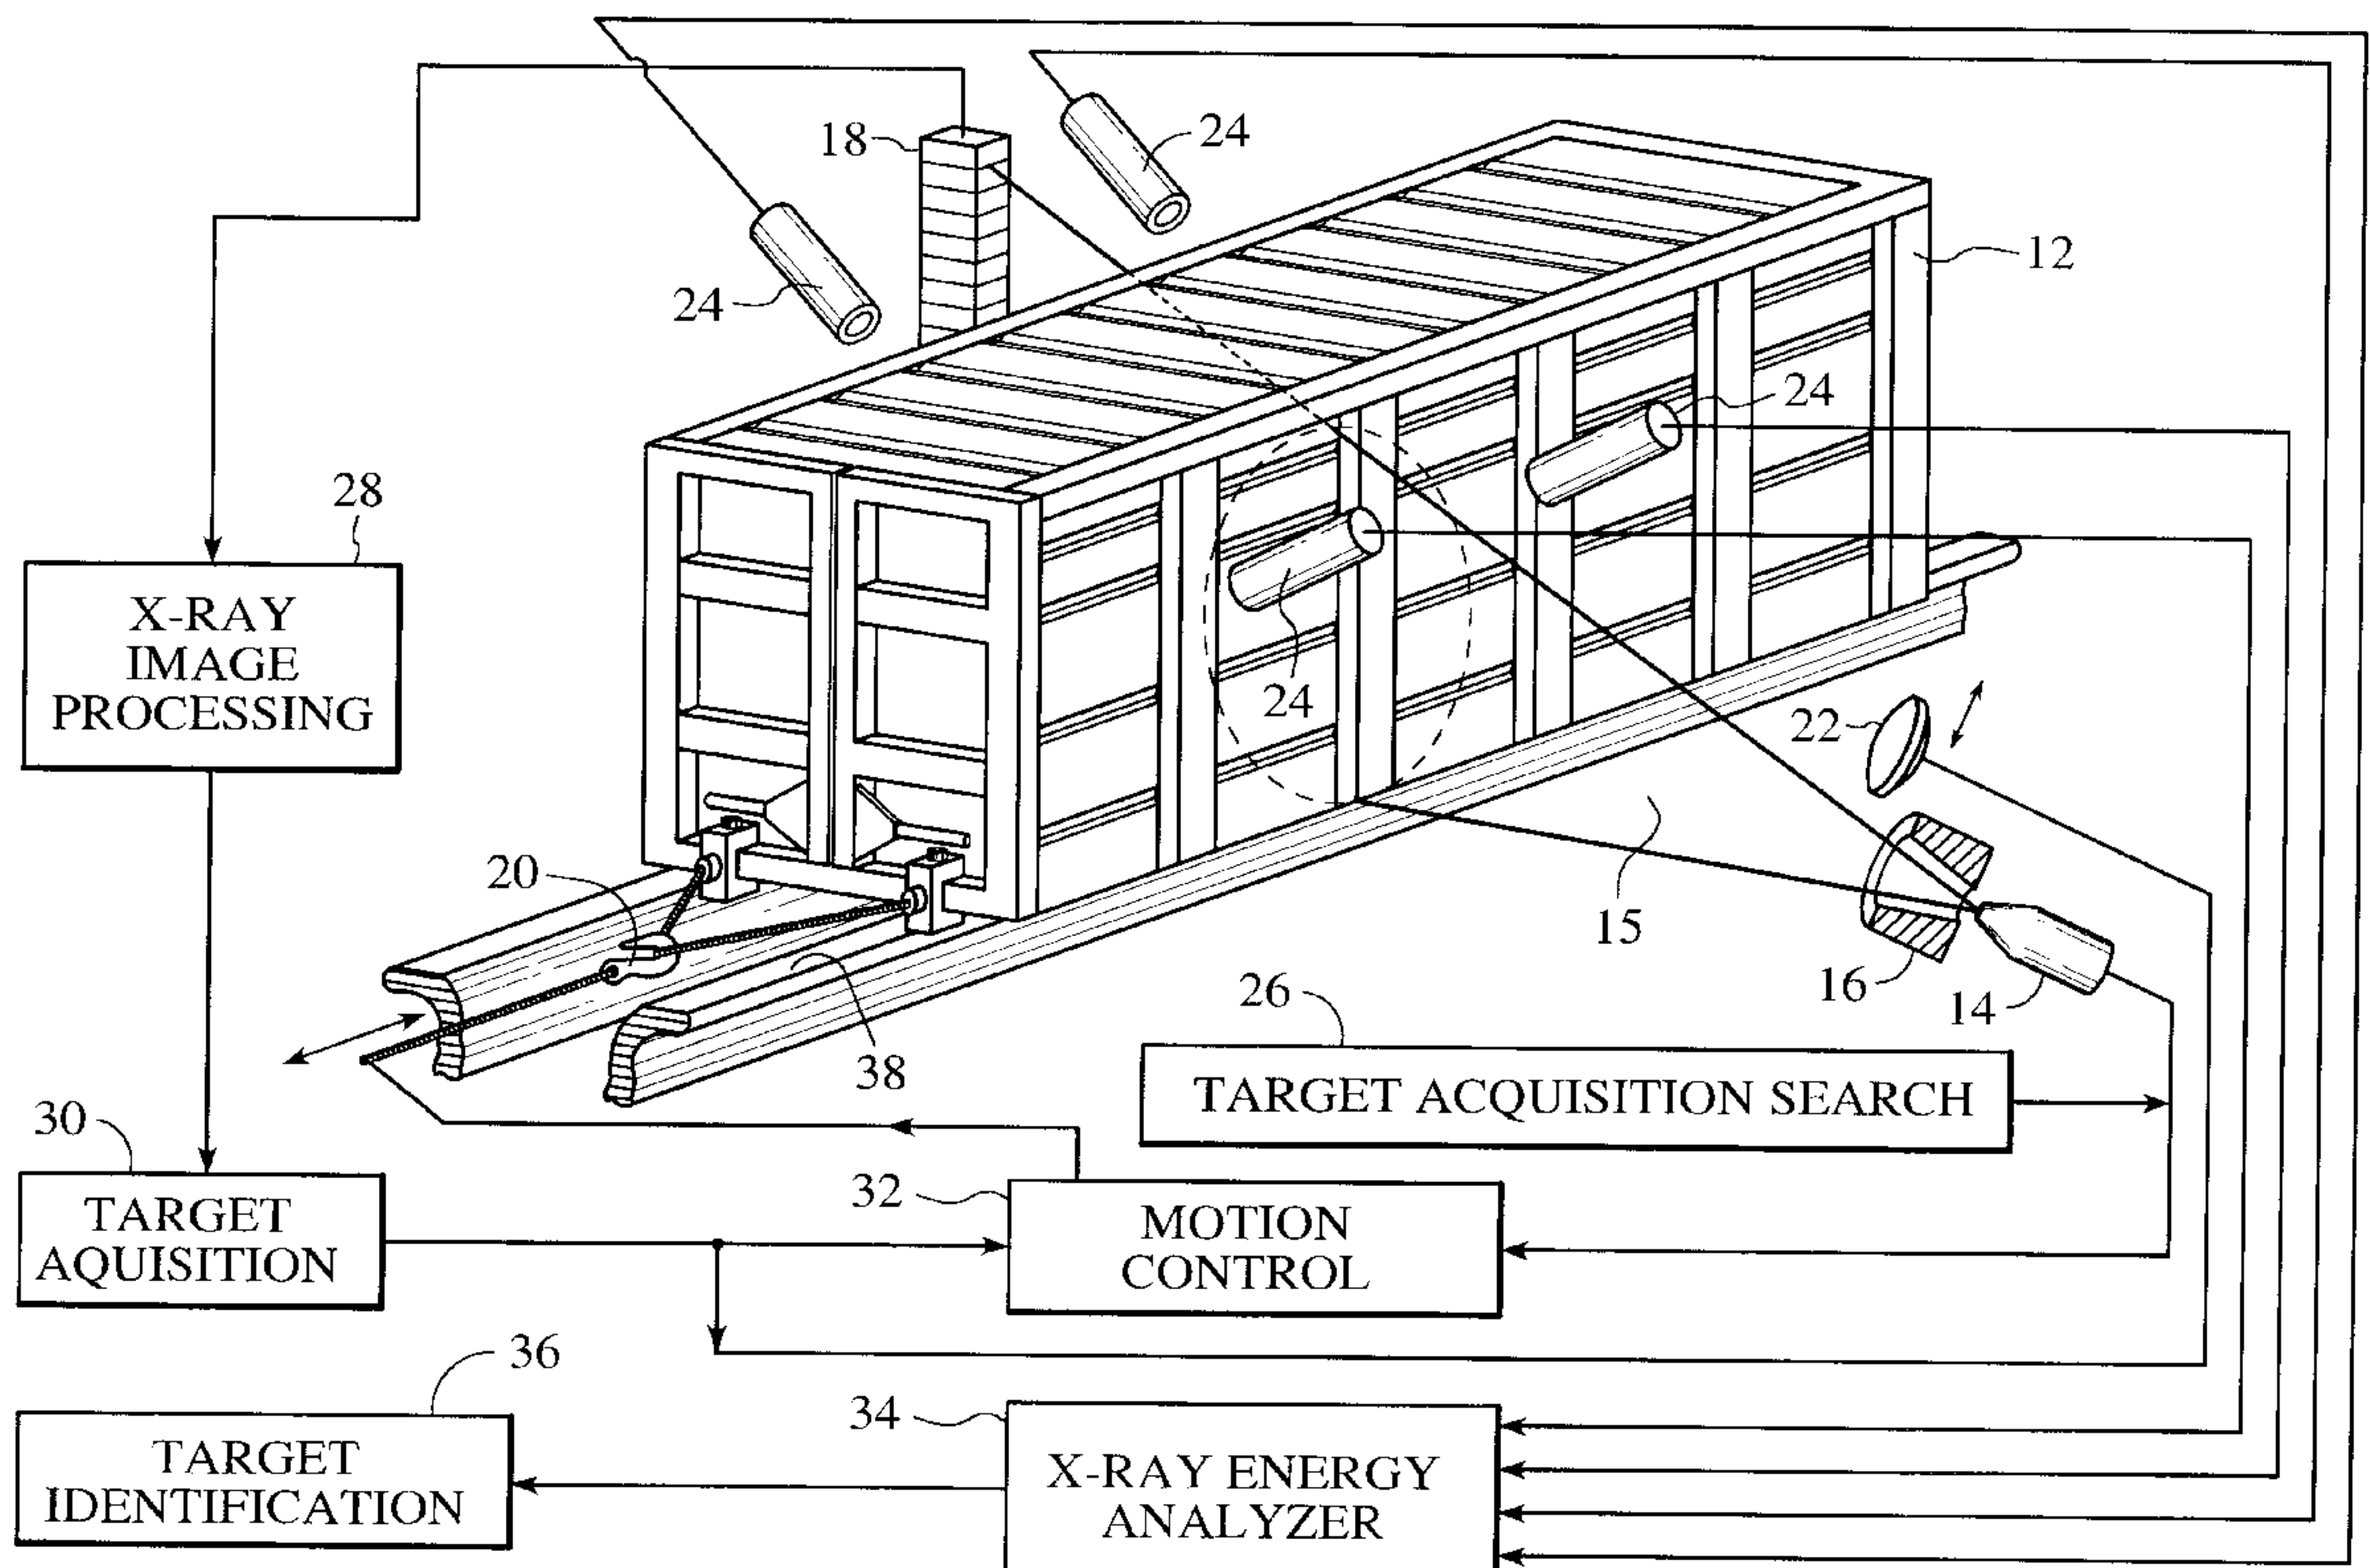 18
24
24
12
24
28
X-RAY
IMAGE
PROCESSING
24
22
20
15
16
14
26
38
TARGET ACQUISITION SEARCH
30
32
TARGET
AQUISITION
MOTION
CONTROL
36
34
TARGET
IDENTIFICATION
X-RAY ENERGY
ANALYZER